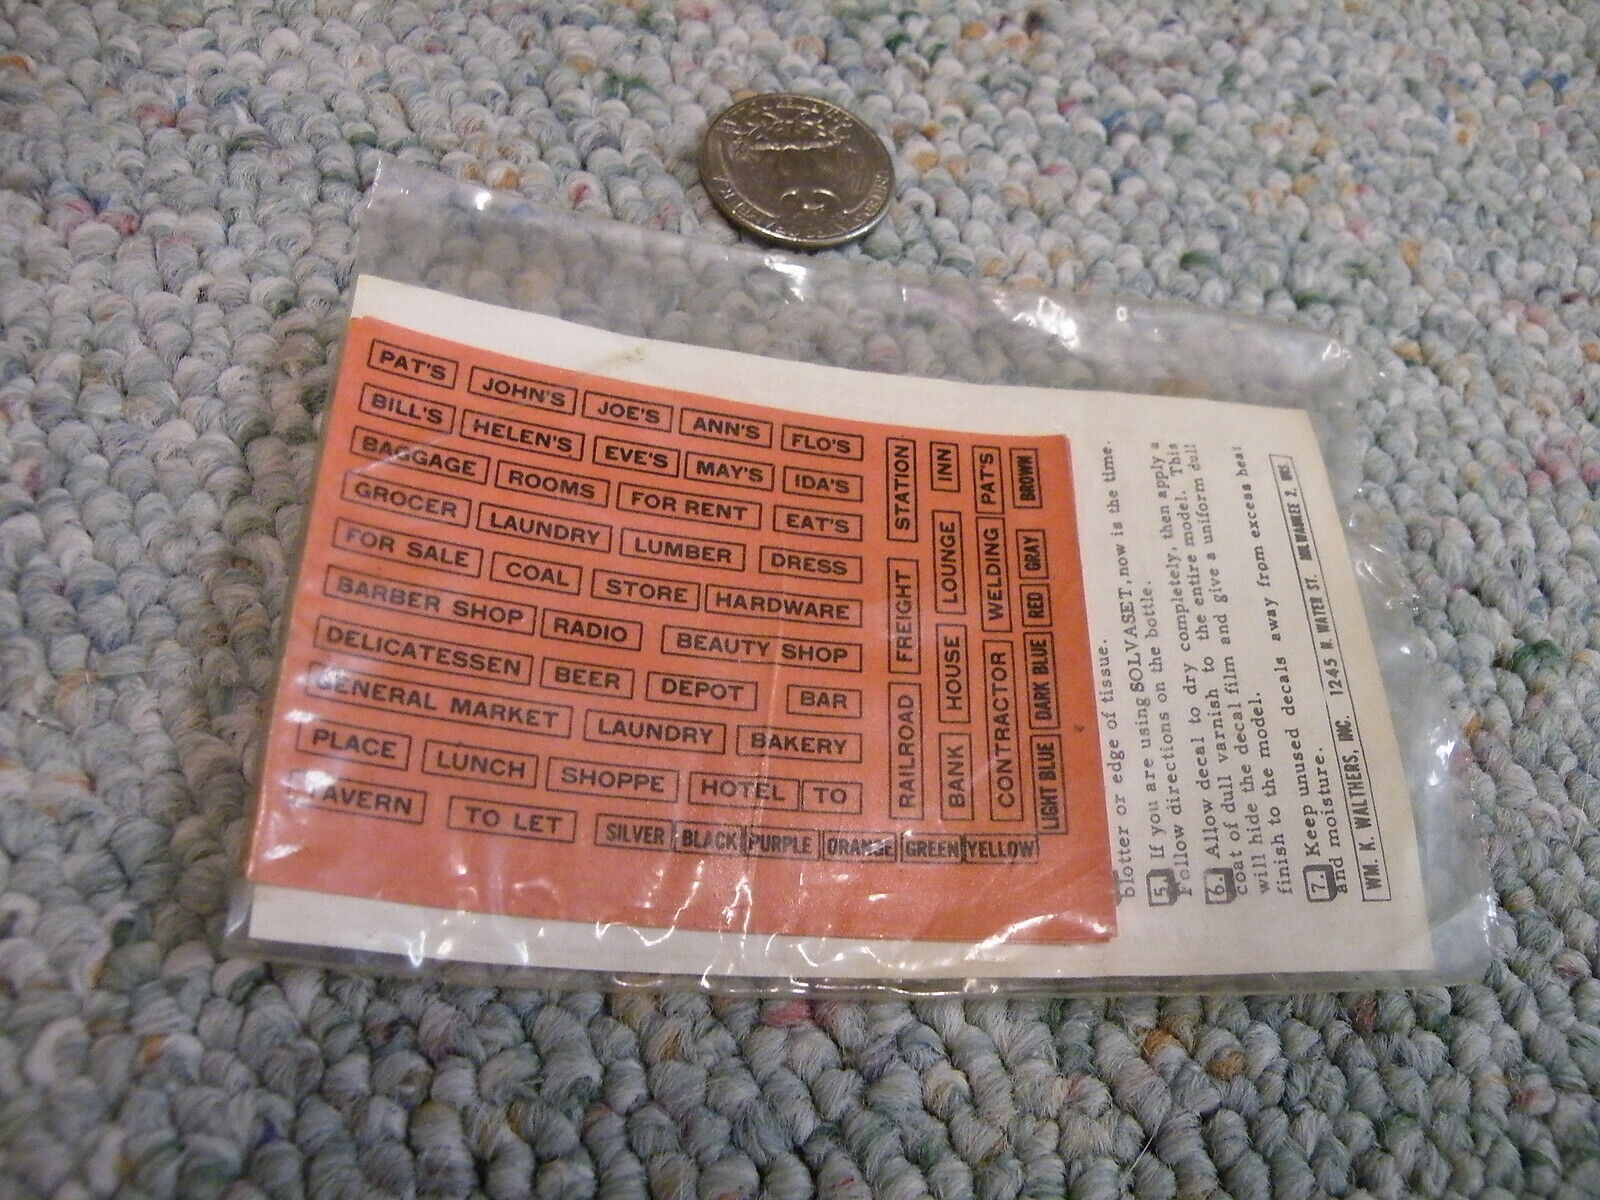 PAT'S JOHN'S JOE'S ANN'S FLO'S
BILL'S HELEN'S EVE'S MAY'S IDA'S
BAGGAGE ROOMS FOR RENT EAT'S
GROCER LAUNDRY LUMBER DRESS
FOR SALE COAL STORE HARDWARE
BARBER SHOP RADIO BEAUTY SHOP
DELICATESSEN BEER DEPOT BAR
GENERAL MARKET LAUNDRY BAKERY
PLACE LUNCH SHOPPE HOTEL TO
TAVERN TO LET
SILVER BLACK PURPLE ORANGE GREEN YELLOW
RAILROAD FREIGHT STATION
BANK HOUSE LOUNGE INN
CONTRACTOR WELDING PAT'S
LIGHT BLUE DARK BLUE RED GRAY BROWN
blotter or edge of tissue.
5. If you are using SOLVASET, now is the time.
Follow directions on the bottle.
6. Allow decal to dry completely, then apply a
coat of dull varnish to the entire model. This
will hide the decal film and give a uniform dull
finish to the model.
7. Keep unused decals away from excess heat
and moisture.
WM. K. WALTHERS, INC. 1245 N. WATER ST. MILWAUKEE 2, WIS.